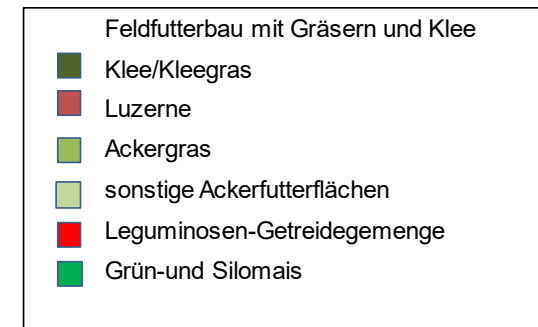 Feldfutterbau mit Gräsern und Klee
Klee/Kleegras
Luzerne
Ackergras
sonstige Ackerfutterflächen
Leguminosen-Getreidegemenge
Grün-und Silomais